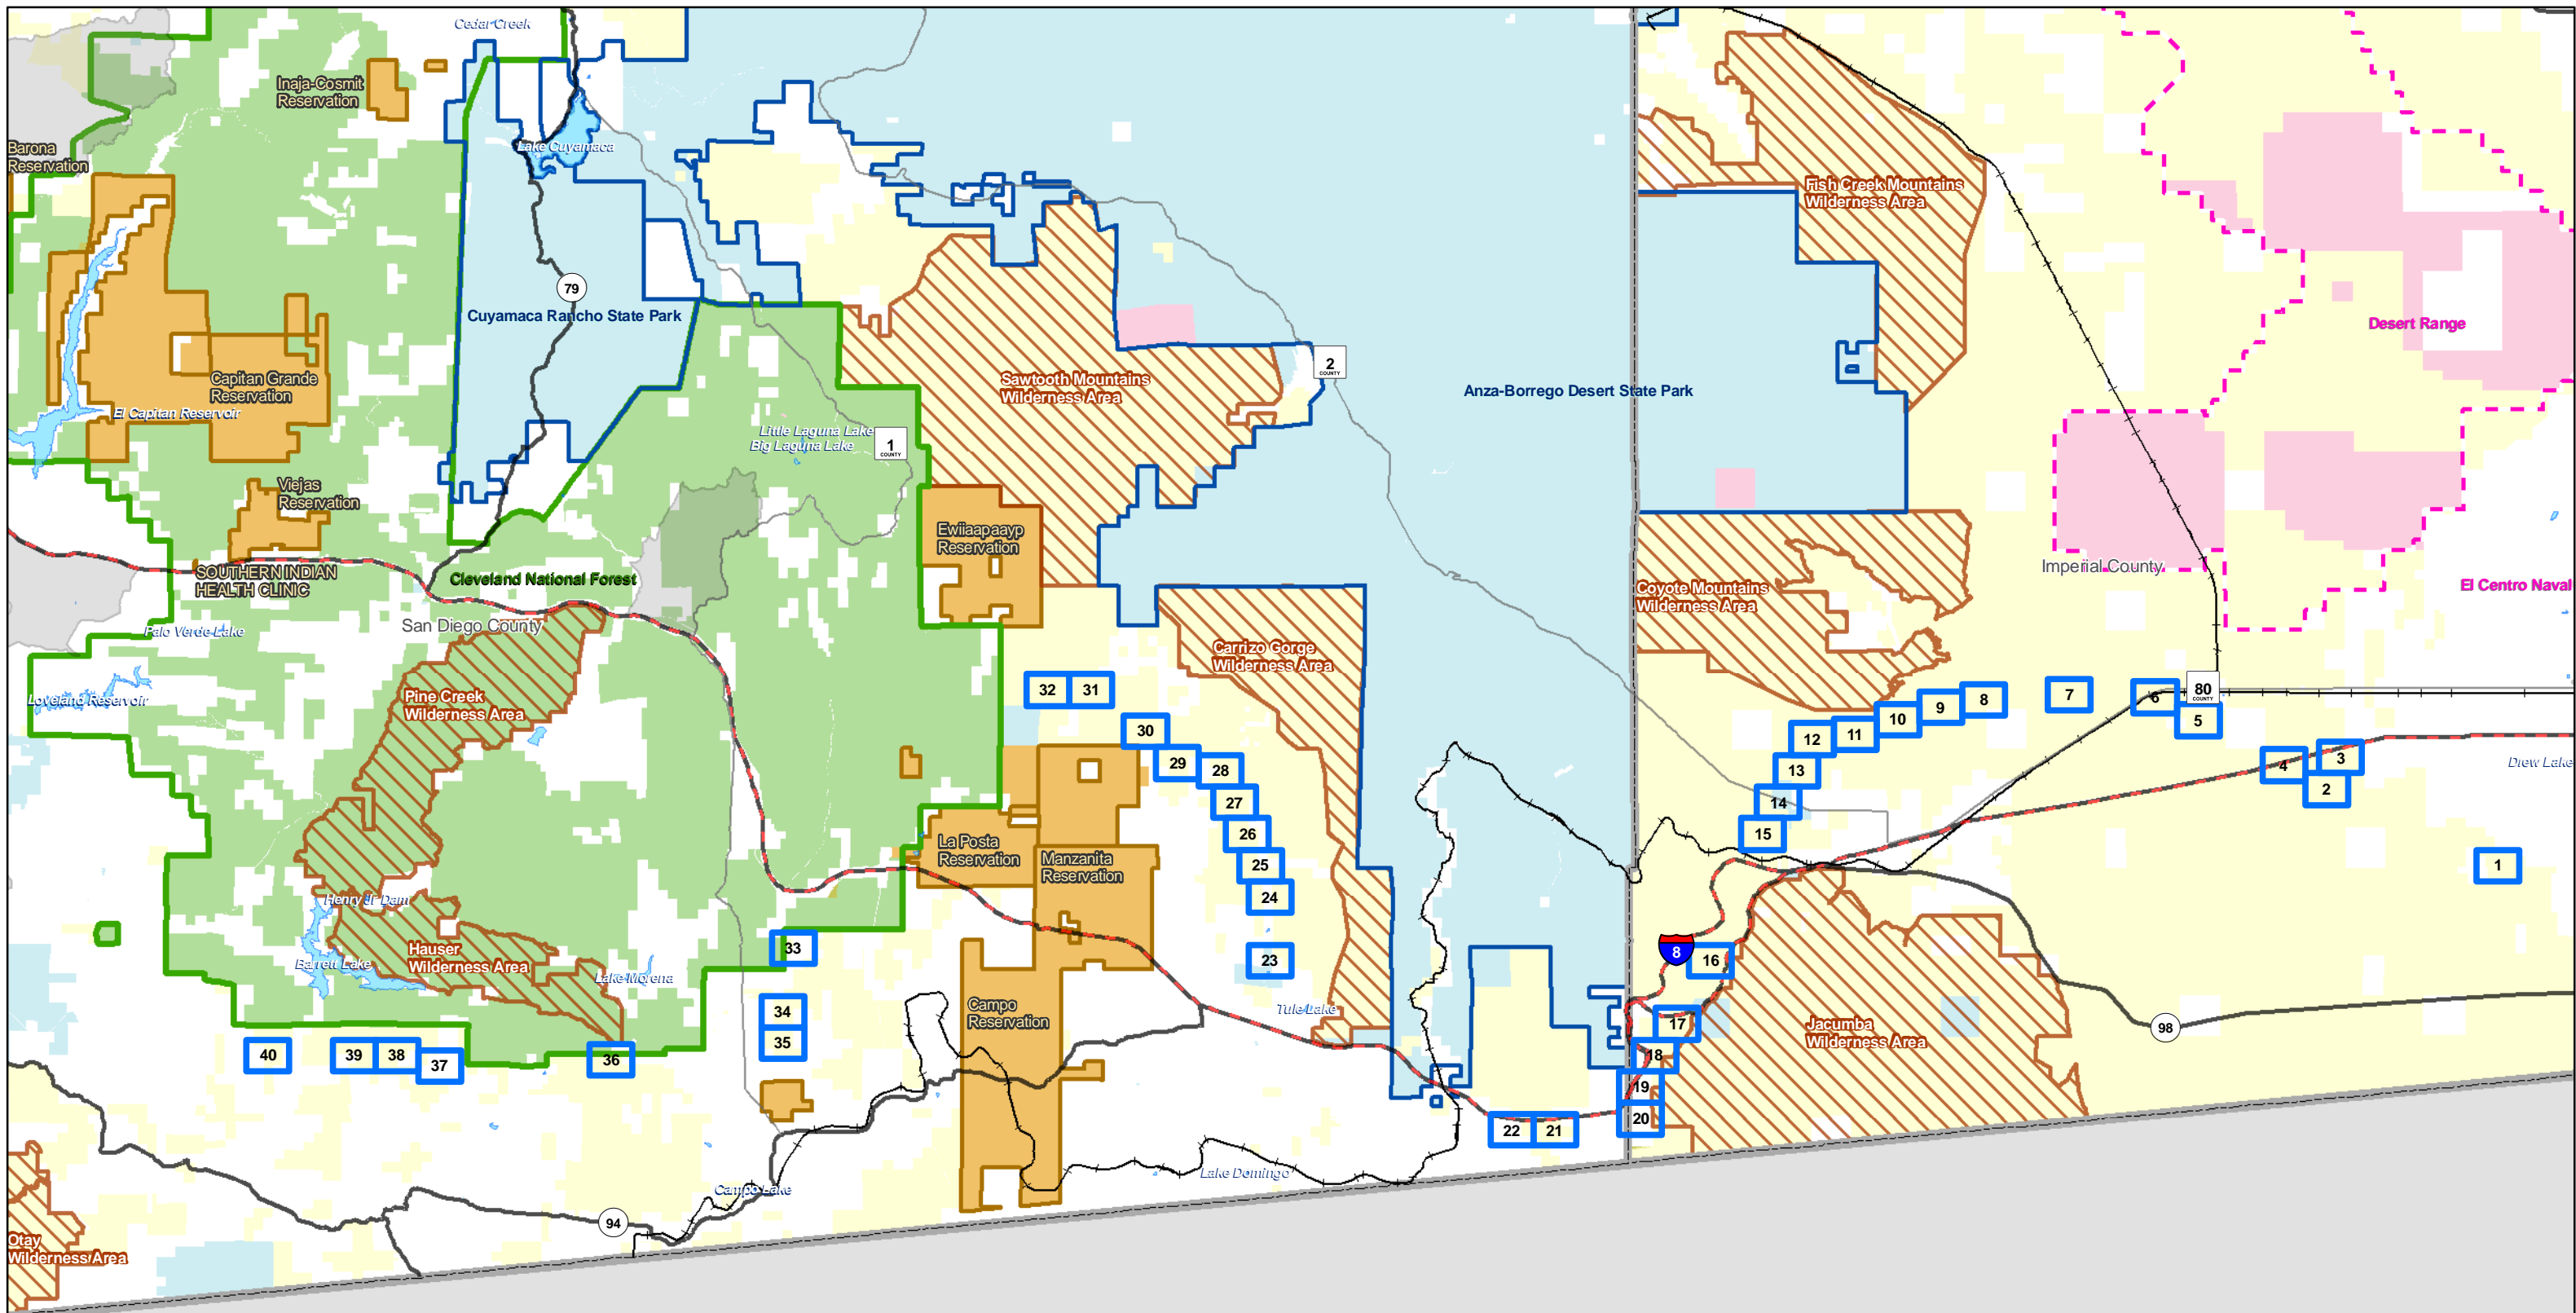 Cedar Creek
Inaja-Cosmit
Reservation
Barona
Reservation
Lake Cuyamaca
Fish Creek Mountains
Wilderness Area
79
Cuyamaca Rancho State Park
Desert Range
2
COUNTY
Capitan Grande
Reservation
Sawtooth Mountains
Wilderness Area
Anza-Borrego Desert State Park
El Capitan Reservoir
Little Laguna Lake
Big Laguna Lake
1
COUNTY
Viejas
Reservation
Ewiiaapaayp
Reservation
SOUTHERN INDIAN
HEALTH CLINIC
Cleveland National Forest
Imperial County
Coyote Mountains
Wilderness Area
El Centro Naval
San Diego County
Palo Verde Lake
Carrizo Gorge
Wilderness Area
Loveland Reservoir
Pine Creek
Wilderness Area
32
31
30
29
28
27
26
25
24
23
12
11
10
9
8
7
6
80
COUNTY
5
13
14
15
4
3
2
Drew Lake
1
La Posta
Reservation
Manzanita
Reservation
Henry Jr Dam
Hauser
Wilderness Area
Barrett Lake
Lake Morena
33
34
35
8
16
17
18
19
20
Campo
Reservation
Tule Lake
Jacumba
Wilderness Area
98
40
39
38
37
36
22
21
Lake Domingo
Campo Lake
94
Otay
Wilderness Area